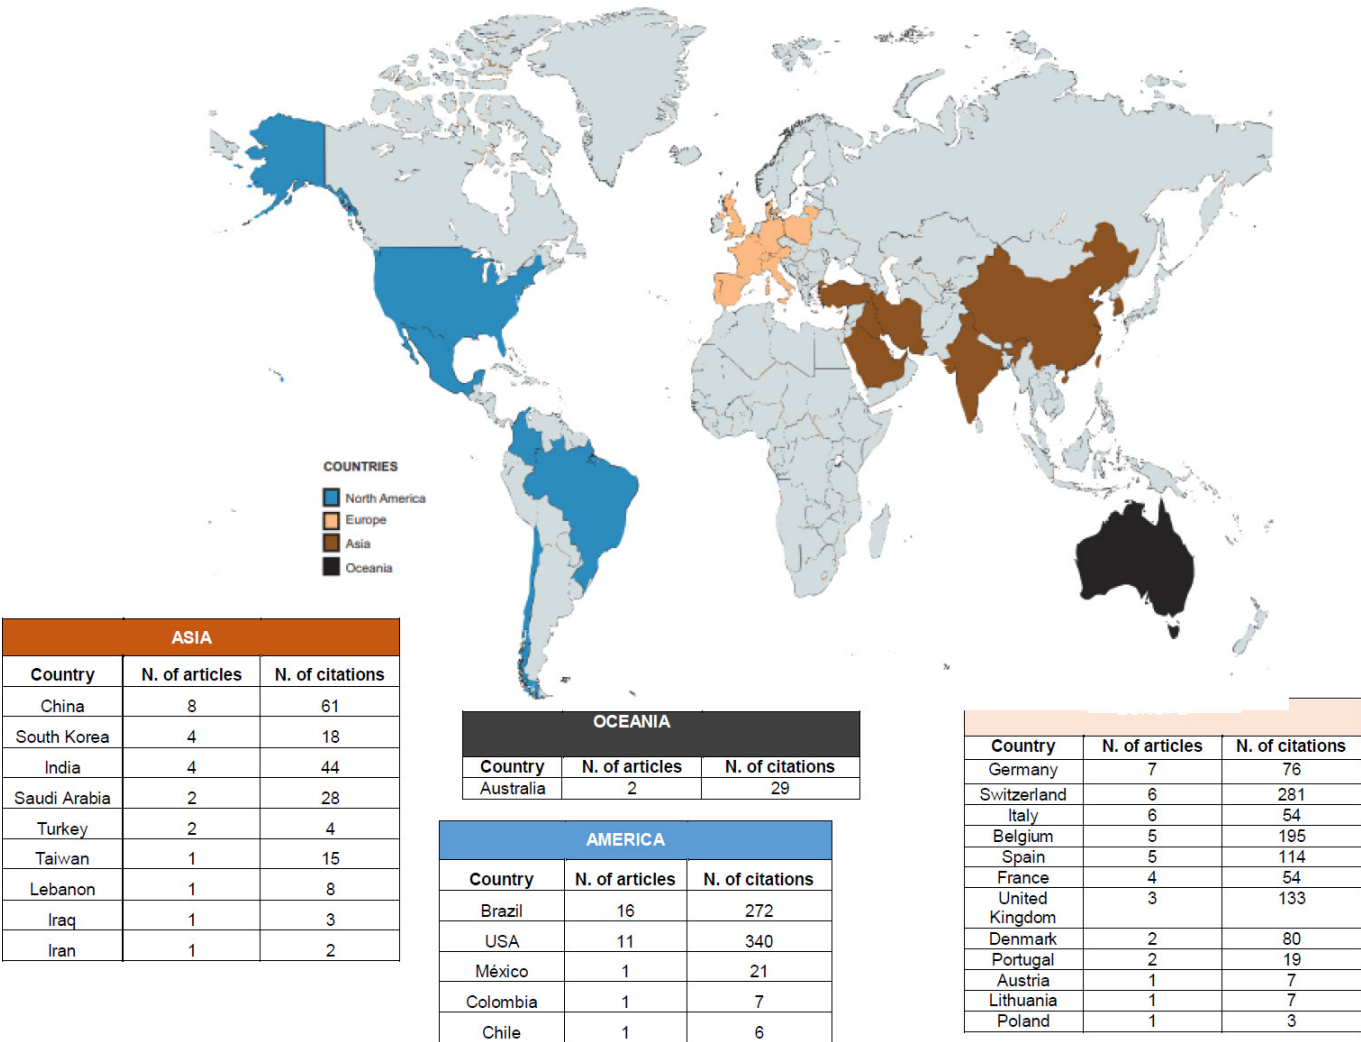 COUNTRIES
North America
Europe
Asia
Oceania
ASIA
Country N. of articles N. of citations
China 8 61
South Korea 4 18
India 4 44
Saudi Arabia 2 28
Turkey 2 4
Taiwan 1 15
Lebanon 1 8
Iraq 1 3
Iran 1 2
OCEANIA
Country N. of articles N. of citations
Australia 2 29
AMERICA
Country N. of articles N. of citations
Brazil 16 272
USA 11 340
México 1 21
Colombia 1 7
Chile 1 6
Country N. of articles N. of citations
Germany 7 76
Switzerland 6 281
Italy 6 54
Belgium 5 195
Spain 5 114
France 4 54
United 3 133
Kingdom
Denmark 2 80
Portugal 2 19
Austria 1 7
Lithuania 1 7
Poland 1 3